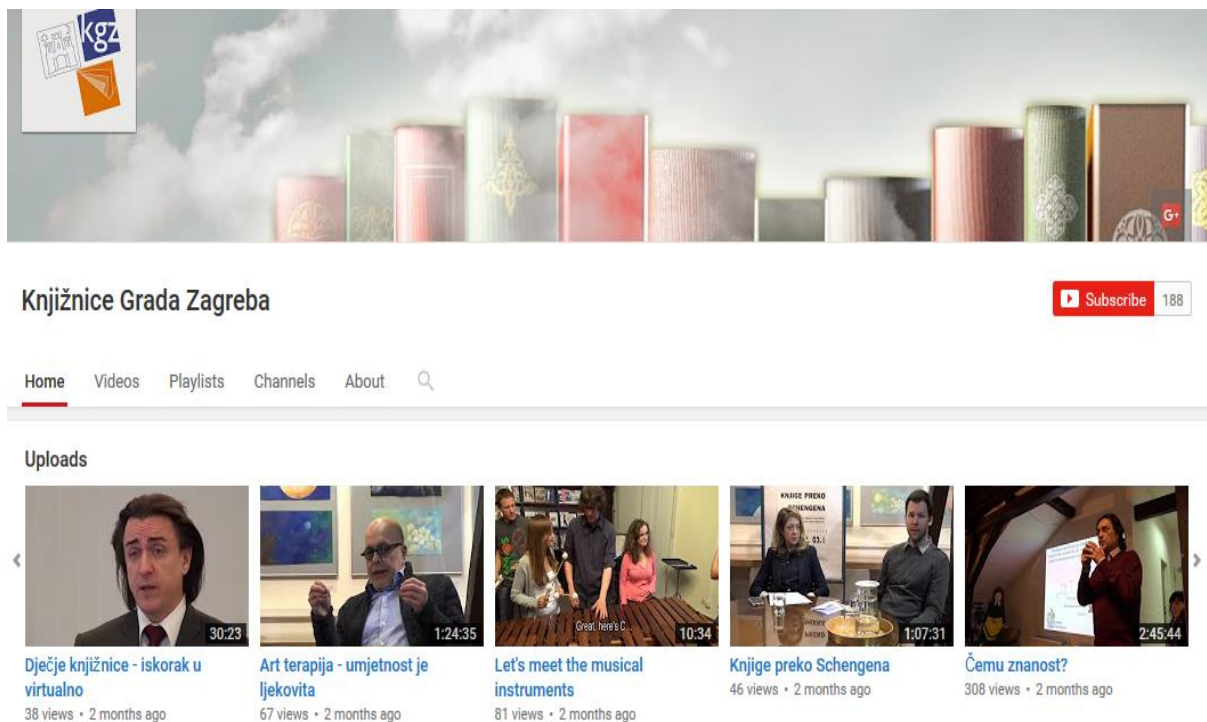 kgz
G+
Knjižnice Grada Zagreba
Subscribe 188
Home Videos Playlists Channels About
Uploads
30:23
1:24:35
Great, here's C...
10:34
KNJIGE PREKO
SCHENGENA
1:07:31
2:45:44
Dječje knjižnice - iskorak u
virtualno
38 views • 2 months ago
Art terapija - umjetnost je
ljekovita
67 views • 2 months ago
Let's meet the musical
instruments
81 views • 2 months ago
Knjige preko Schengena
46 views • 2 months ago
Čemu znanost?
308 views • 2 months ago